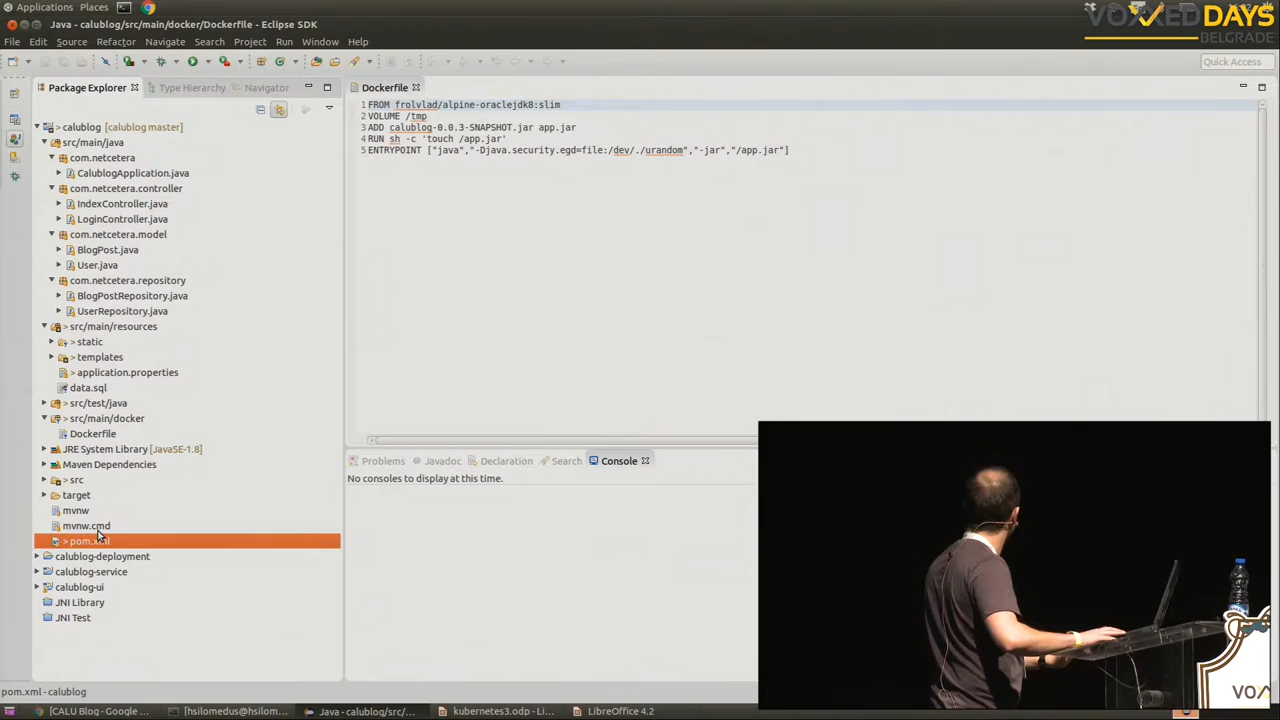 Applications Places
Java - calublog/src/main/docker/Dockerfile - Eclipse SDK
VOXXED DAYS
BELGRADE
File Edit Source Refactor Navigate Search Project Run Window Help
Quick Access
Package Explorer Type Hierarchy Navigator
Dockerfile
calublog [calublog master]
src/main/java
com.netcetera
CalublogApplication.java
com.netcetera.controller
IndexController.java
LoginController.java
com.netcetera.model
BlogPost.java
User.java
com.netcetera.repository
BlogPostRepository.java
UserRepository.java
> src/main/resources
> static
> templates
> application.properties
data.sql
> src/test/java
> src/main/docker
Dockerfile
JRE System Library [JavaSE-1.8]
Maven Dependencies
> src
target
mvnw
mvnw.cmd
> pom.xml
calublog-deployment
calublog-service
calublog-ui
JNI Library
JNI Test
1 FROM frolvlad/alpine-oraclejdk8:slim
2 VOLUME /tmp
3 ADD calublog-0.0.3-SNAPSHOT.jar app.jar
4 RUN sh -c 'touch /app.jar'
5 ENTRYPOINT ["java","-Djava.security.egd=file:/dev/./urandom","-jar","/app.jar"]
Problems Javadoc Declaration Search Console
No consoles to display at this time.
VOX
pom.xml - calublog
[CALU Blog - Google ... [hsilomedus@hsilom... Java - calublog/src/... kubernetes3.odp - Li... LibreOffice 4.2